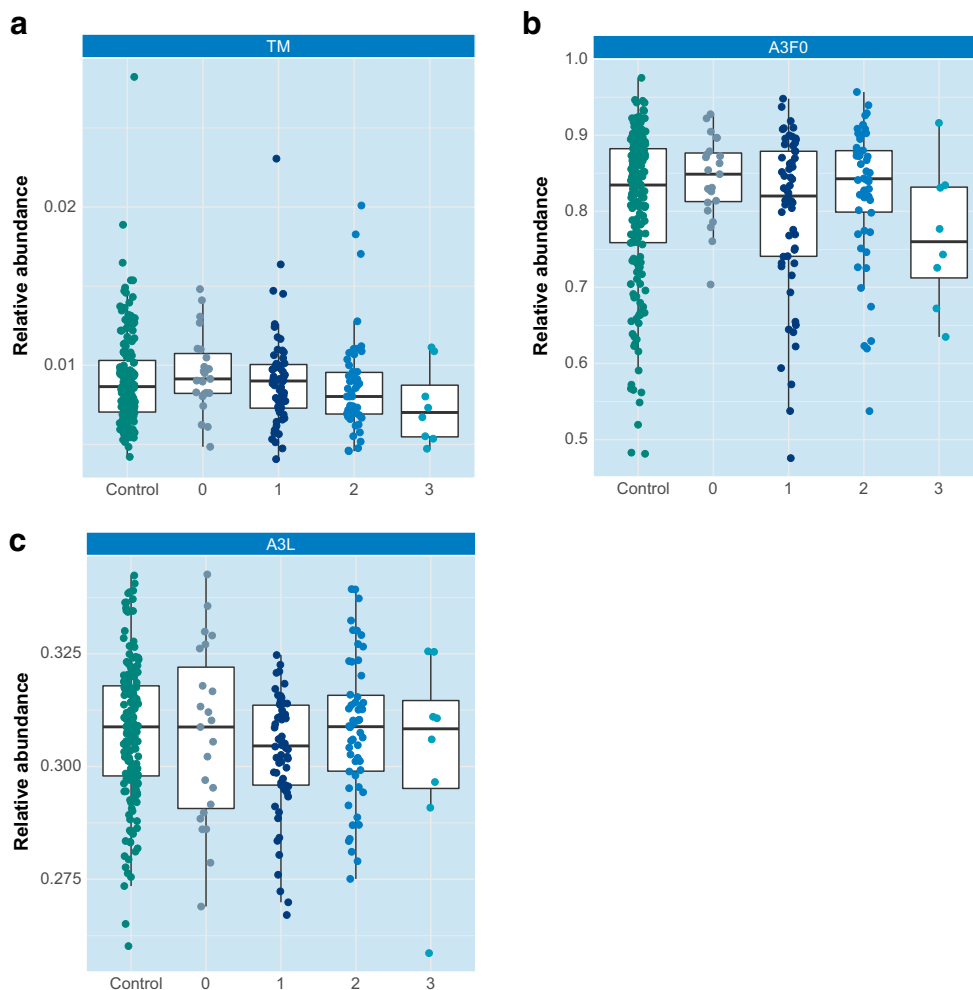 a
TM
Relative abundance
0.02
0.01
Control 0 1 2 3
b
A3F0
Relative abundance
1.0
0.9
0.8
0.7
0.6
0.5
Control 0 1 2 3
c
A3L
Relative abundance
0.325
0.300
0.275
Control 0 1 2 3